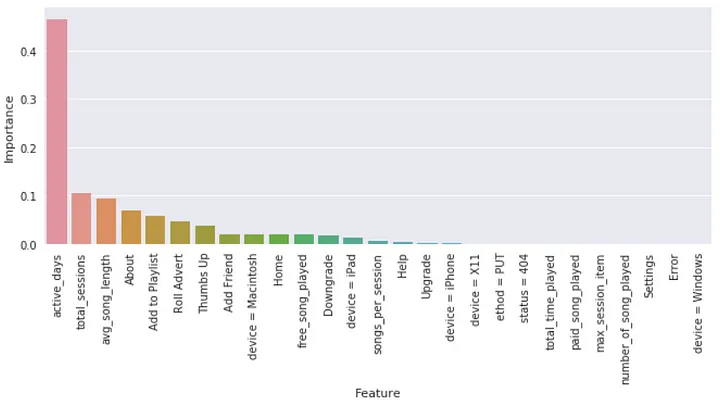 Importance
0.4
0.3
0.2
0.1
0.0
active_days
total_sessions
avg_song_length
About
Add to Playlist
Roll Advert
Thumbs Up
Add Friend
device = Macintosh
Home
free_song_played
Downgrade
device = iPad
songs_per_session
Help
Upgrade
device = iPhone
device = X11
ethod = PUT
status = 404
total_time_played
paid_song_played
max_session_item
number_of_song_played
Settings
Error
device = Windows
Feature